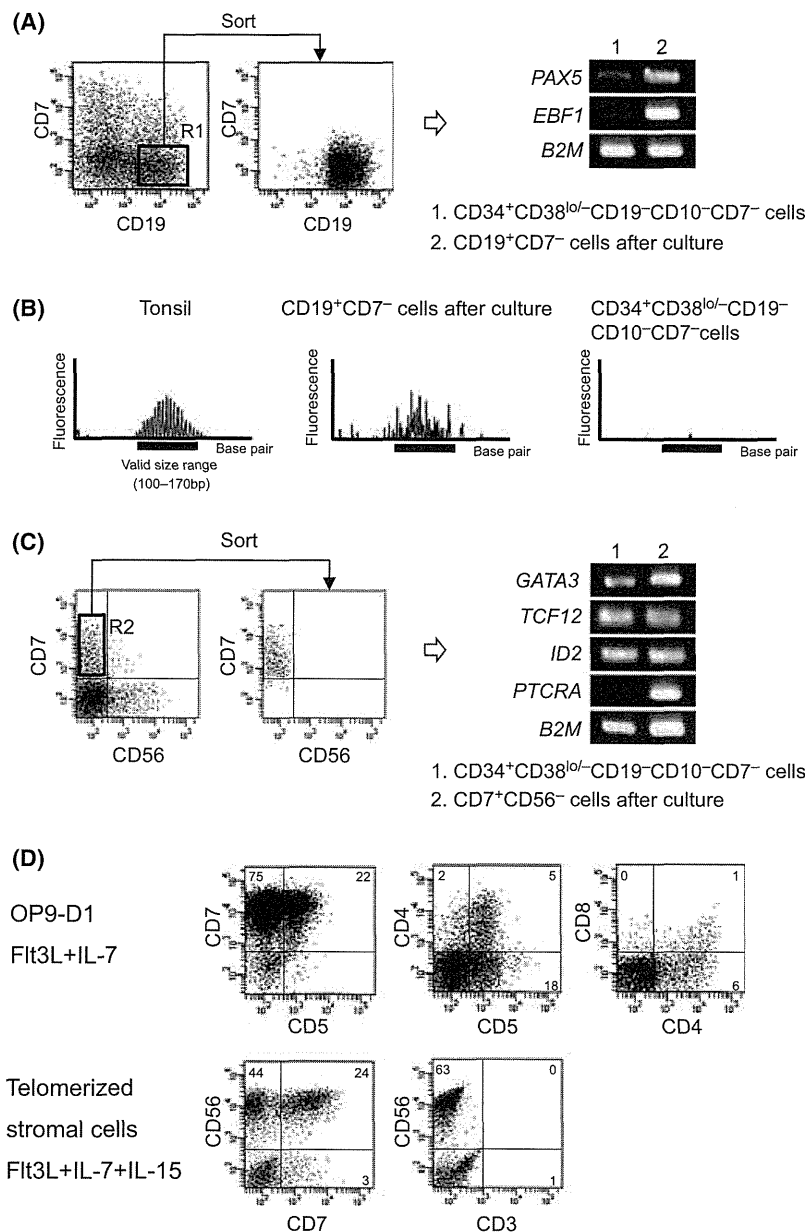 (A)
Sort
CD7
R1
CD19
CD7
CD19
1 2
PAX5
EBF1
B2M
1. CD34+CD38lo/–CD19–CD10–CD7– cells
2. CD19+CD7– cells after culture
(B)
Tonsil
CD19+CD7– cells after culture
CD34+CD38lo/–CD19–
CD10–CD7–cells
Fluorescence
Base pair
Valid size range
(100–170bp)
Fluorescence
Base pair
Fluorescence
Base pair
(C)
Sort
CD7
R2
CD56
CD7
CD56
1 2
GATA3
TCF12
ID2
PTCRA
B2M
1. CD34+CD38lo/–CD19–CD10–CD7– cells
2. CD7+CD56– cells after culture
(D)
OP9-D1
Flt3L+IL-7
75 22
CD7
CD5
2 5
18
CD4
CD5
0 1
6
CD8
CD4
Telomerized
stromal cells
Flt3L+IL-7+IL-15
44 24
3
CD56
CD7
63 0
1
CD56
CD3